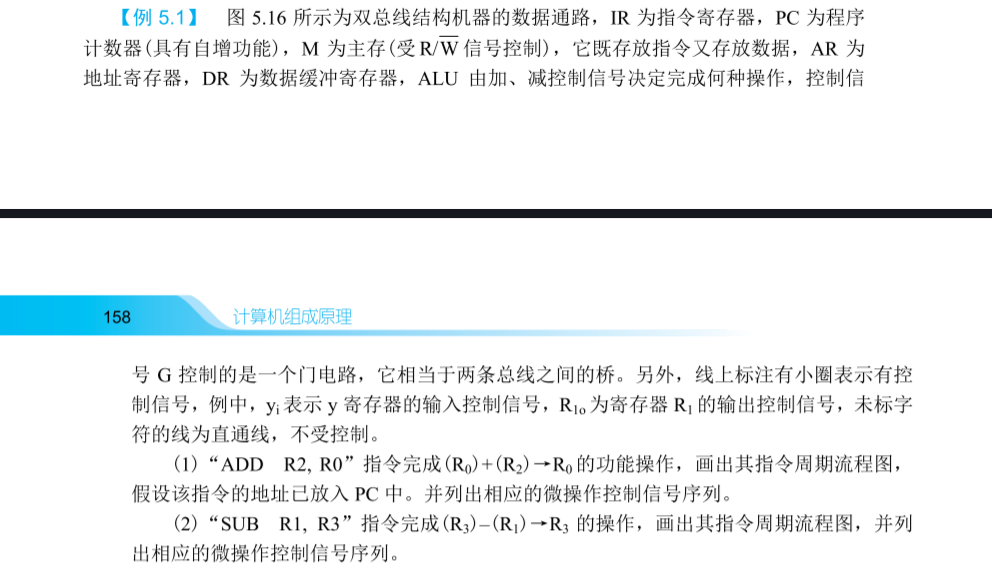 【例 5.1】 图 5.16 所示为双总线结构机器的数据通路，IR 为指令寄存器，PC 为程序
计数器(具有自增功能)，M 为主存(受 R/W̅ 信号控制)，它既存放指令又存放数据，AR 为
地址寄存器，DR 为数据缓冲寄存器，ALU 由加、减控制信号决定完成何种操作，控制信
158 计算机组成原理
号 G 控制的是一个门电路，它相当于两条总线之间的桥。另外，线上标注有小圈表示有控
制信号，例中，yᵢ 表示 y 寄存器的输入控制信号，R₁ₒ 为寄存器 R₁ 的输出控制信号，未标字
符的线为直通线，不受控制。
(1) “ADD R2, R0”指令完成(R₀)+(R₂)→R₀ 的功能操作，画出其指令周期流程图，
假设该指令的地址已放入 PC 中。并列出相应的微操作控制信号序列。
(2) “SUB R1, R3”指令完成(R₃)–(R₁)→R₃ 的操作，画出其指令周期流程图，并列
出相应的微操作控制信号序列。